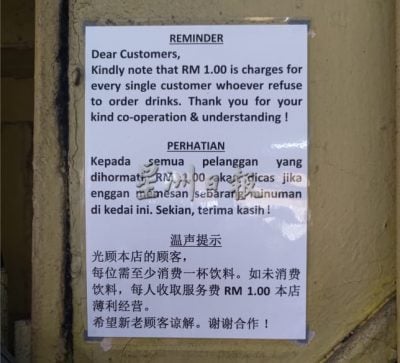 REMINDER
Dear Customers,
Kindly note that RM 1.00 is charges for
every single customer whoever refuse
to order drinks. Thank you for your
kind co-operation & understanding !
PERHATIAN
Kepada semua pelanggan yang
dihormati, RM 1.00 akan dicas jika
enggan memesan sebarang minuman
di kedai ini. Sekian, terima kasih !
星洲日报
温声提示
光顾本店的顾客，
每位需至少消费一杯饮料。如未消费
饮料，每人收取服务费 RM 1.00 本店
薄利经营。
希望新老顾客谅解。谢谢合作！